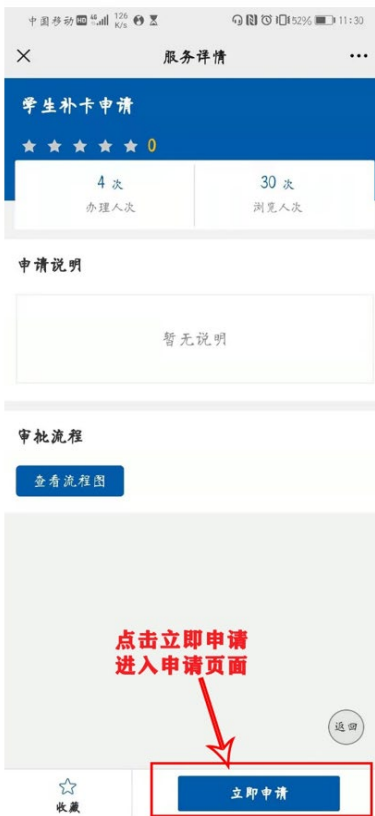 中国移动 HD 46 126 K/s 52% 11:30
× 服务详情 ...
学生补卡申请
0
4 次 30 次
办理人次 浏览人次
申请说明
暂无说明
审批流程
查看流程图
点击立即申请
进入申请页面
返回
立即申请
收藏